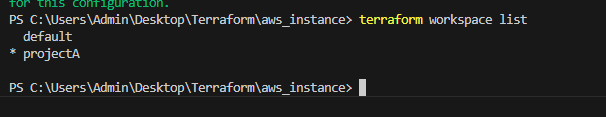 for this configuration.
PS C:\Users\Admin\Desktop\Terraform\aws_instance> terraform workspace list
  default
* projectA
PS C:\Users\Admin\Desktop\Terraform\aws_instance>